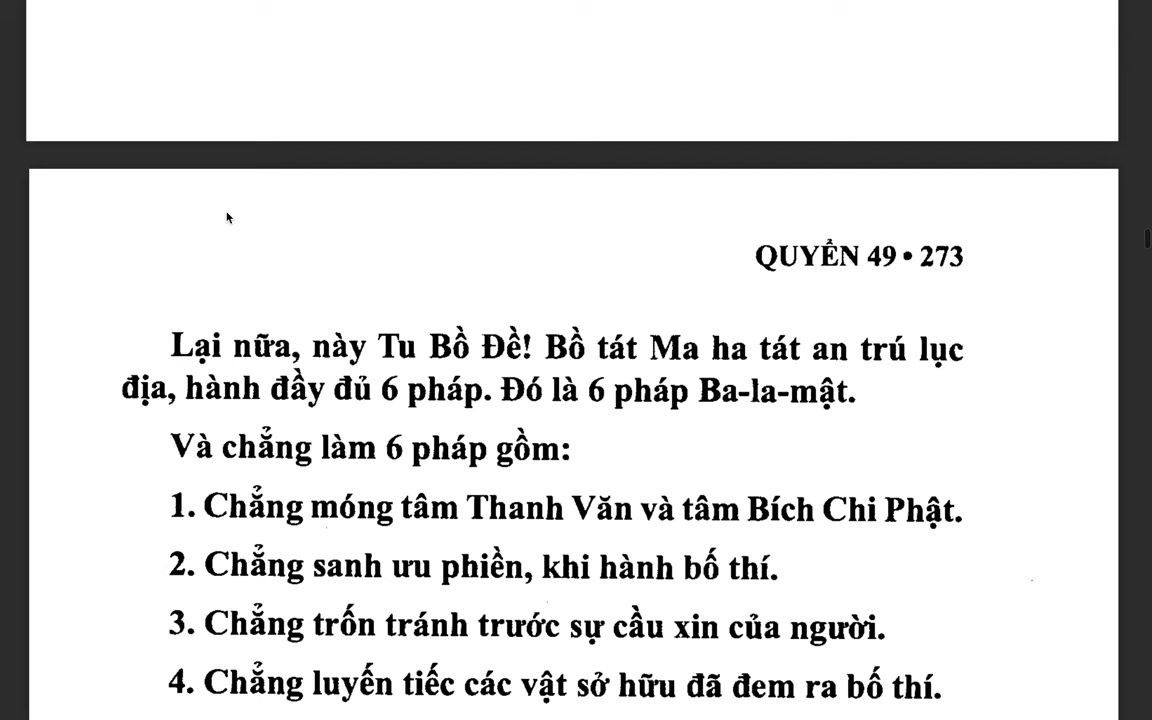 QUYỂN 49 • 273
Lại nữa, này Tu Bồ Đề! Bồ tát Ma ha tát an trú lục
địa, hành đầy đủ 6 pháp. Đó là 6 pháp Ba-la-mật.
Và chẳng làm 6 pháp gồm:
1. Chẳng móng tâm Thanh Văn và tâm Bích Chi Phật.
2. Chẳng sanh ưu phiền, khi hành bố thí.
3. Chẳng trốn tránh trước sự cầu xin của người.
4. Chẳng luyến tiếc các vật sở hữu đã đem ra bố thí.